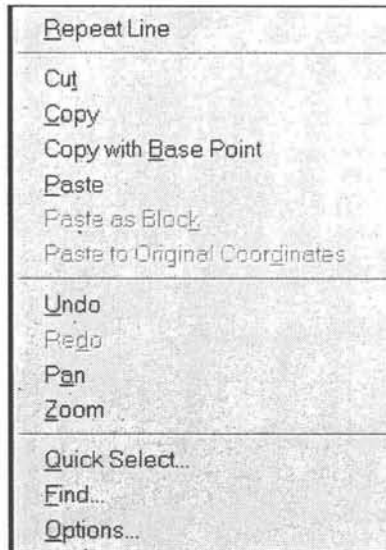 Repeat Line
Cut
Copy
Copy with Base Point
Paste
Paste as Block
Paste to Original Coordinates
Undo
Redo
Pan
Zoom
Quick Select...
Find...
Options...